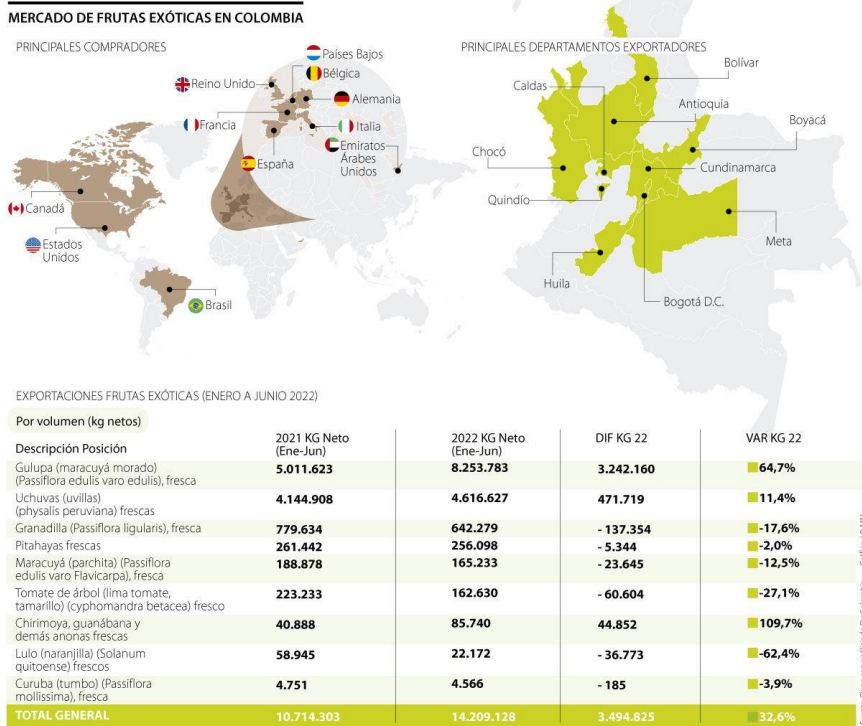 MERCADO DE FRUTAS EXÓTICAS EN COLOMBIA
PRINCIPALES COMPRADORES
Países Bajos
Bélgica
Reino Unido
Alemania
Francia
Italia
Emiratos
Árabes
Unidos
España
Canadá
Estados
Unidos
Brasil
PRINCIPALES DEPARTAMENTOS EXPORTADORES
Bolívar
Caldas
Antioquia
Boyacá
Chocó
Cundinamarca
Quindío
Meta
Huila
Bogotá D.C.
EXPORTACIONES FRUTAS EXÓTICAS (ENERO A JUNIO 2022)
Por volumen (kg netos)
Descripción Posición
2021 KG Neto
(Ene-Jun)
2022 KG Neto
(Ene-Jun)
DIF KG 22
VAR KG 22
Gulupa (maracuyá morado)
(Passiflora edulis varo edulis), fresca
5.011.623 8.253.783 3.242.160 64,7%
Uchuvas (uvillas)
(physalis peruviana) frescas
4.144.908 4.616.627 471.719 11,4%
Granadilla (Passiflora ligularis), fresca 779.634 642.279 - 137.354 -17,6%
Pitahayas frescas 261.442 256.098 - 5.344 -2,0%
Maracuyá (parchita) (Passiflora
edulis varo Flavicarpa), fresca
188.878 165.233 - 23.645 -12,5%
Tomate de árbol (lima tomate,
tamarillo) (cyphomandra betacea) fresco
223.233 162.630 - 60.604 -27,1%
Chirimoya, guanábana y
demás anonas frescas
40.888 85.740 44.852 109,7%
Lulo (naranjilla) (Solanum
quitoense) frescos
58.945 22.172 - 36.773 -62,4%
Curuba (tumbo) (Passiflora
mollissima), fresca
4.751 4.566 - 185 -3,9%
TOTAL GENERAL 10.714.303 14.209.128 3.494.825 32,6%